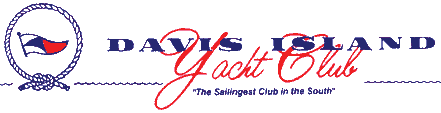 DAVIS ISLAND
Yacht Club
"The Sailingest Club in the South"